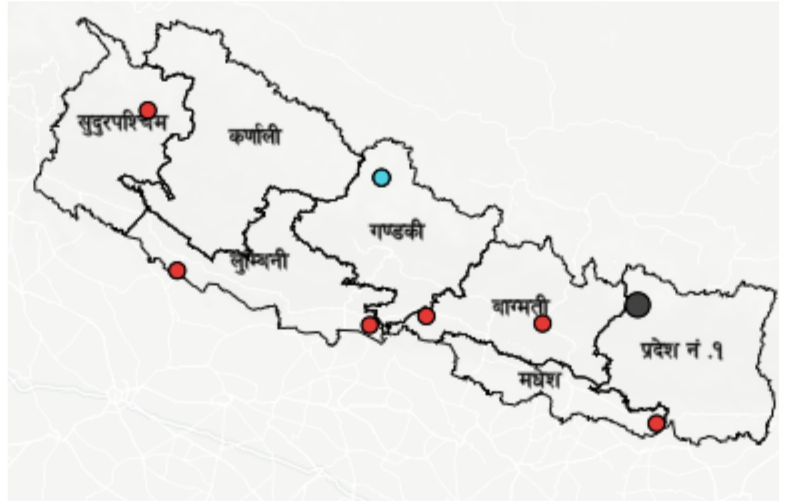 सुदुरपश्चिम
कर्णाली
गण्डकी
लुम्बिनी
बाग्मती
प्रदेश नं .१
मधेश